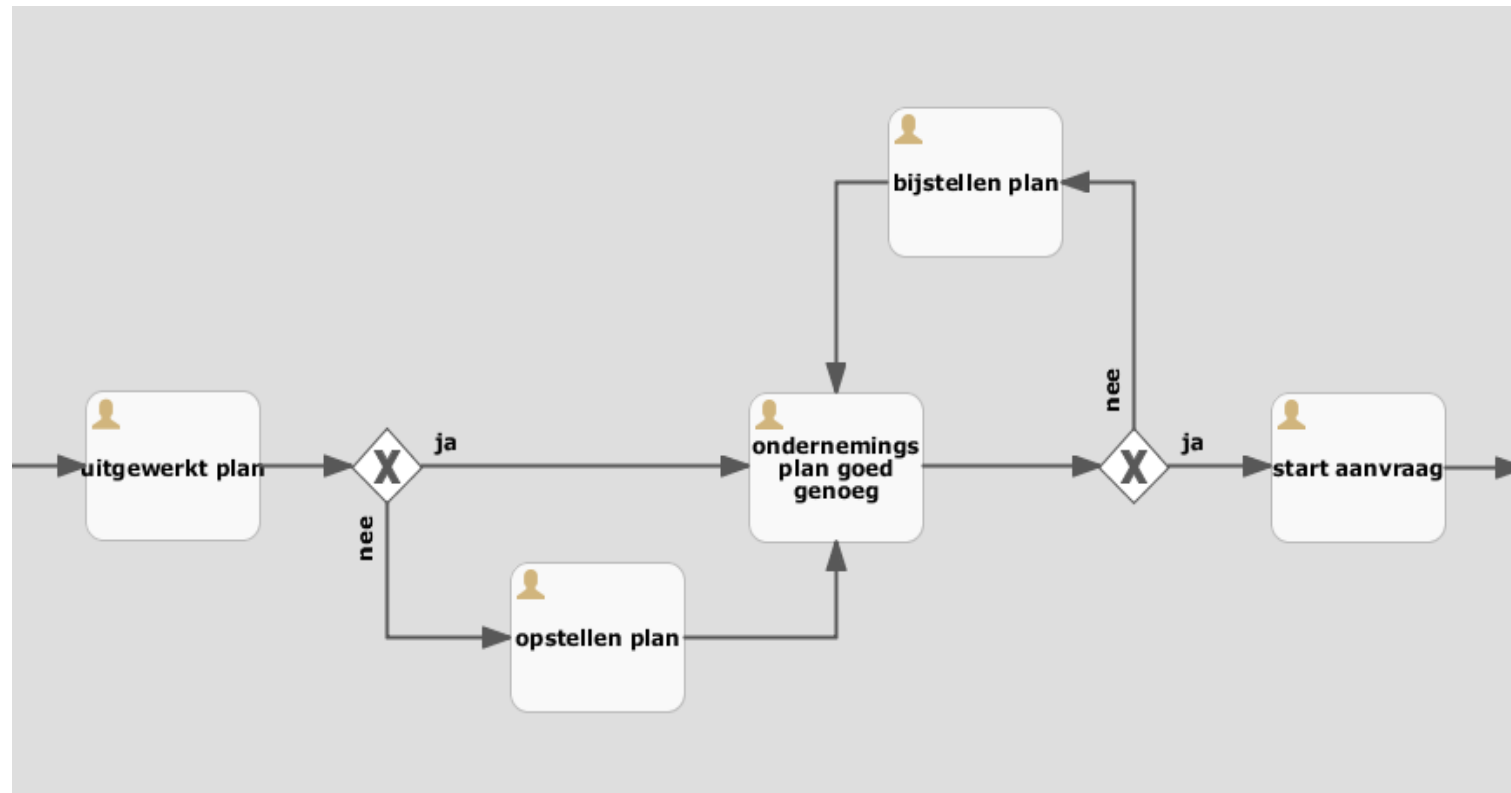 bijstellen plan
nee
uitgewerkt plan
ja
ondernemings
plan goed
genoeg
ja
start aanvraag
nee
opstellen plan